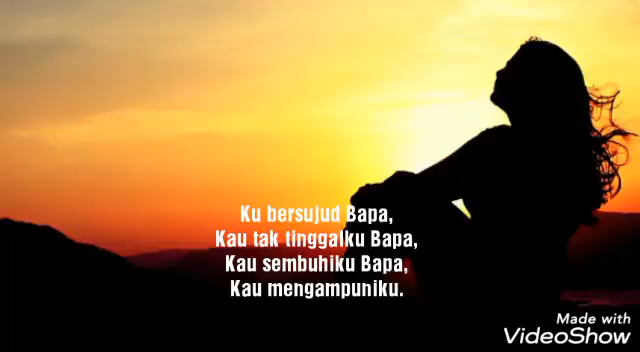 Ku bersujud Bapa,
Kau tak tinggalku Bapa,
Kau sembuhiku Bapa,
Kau mengampuniku.
Made with
VideoShow